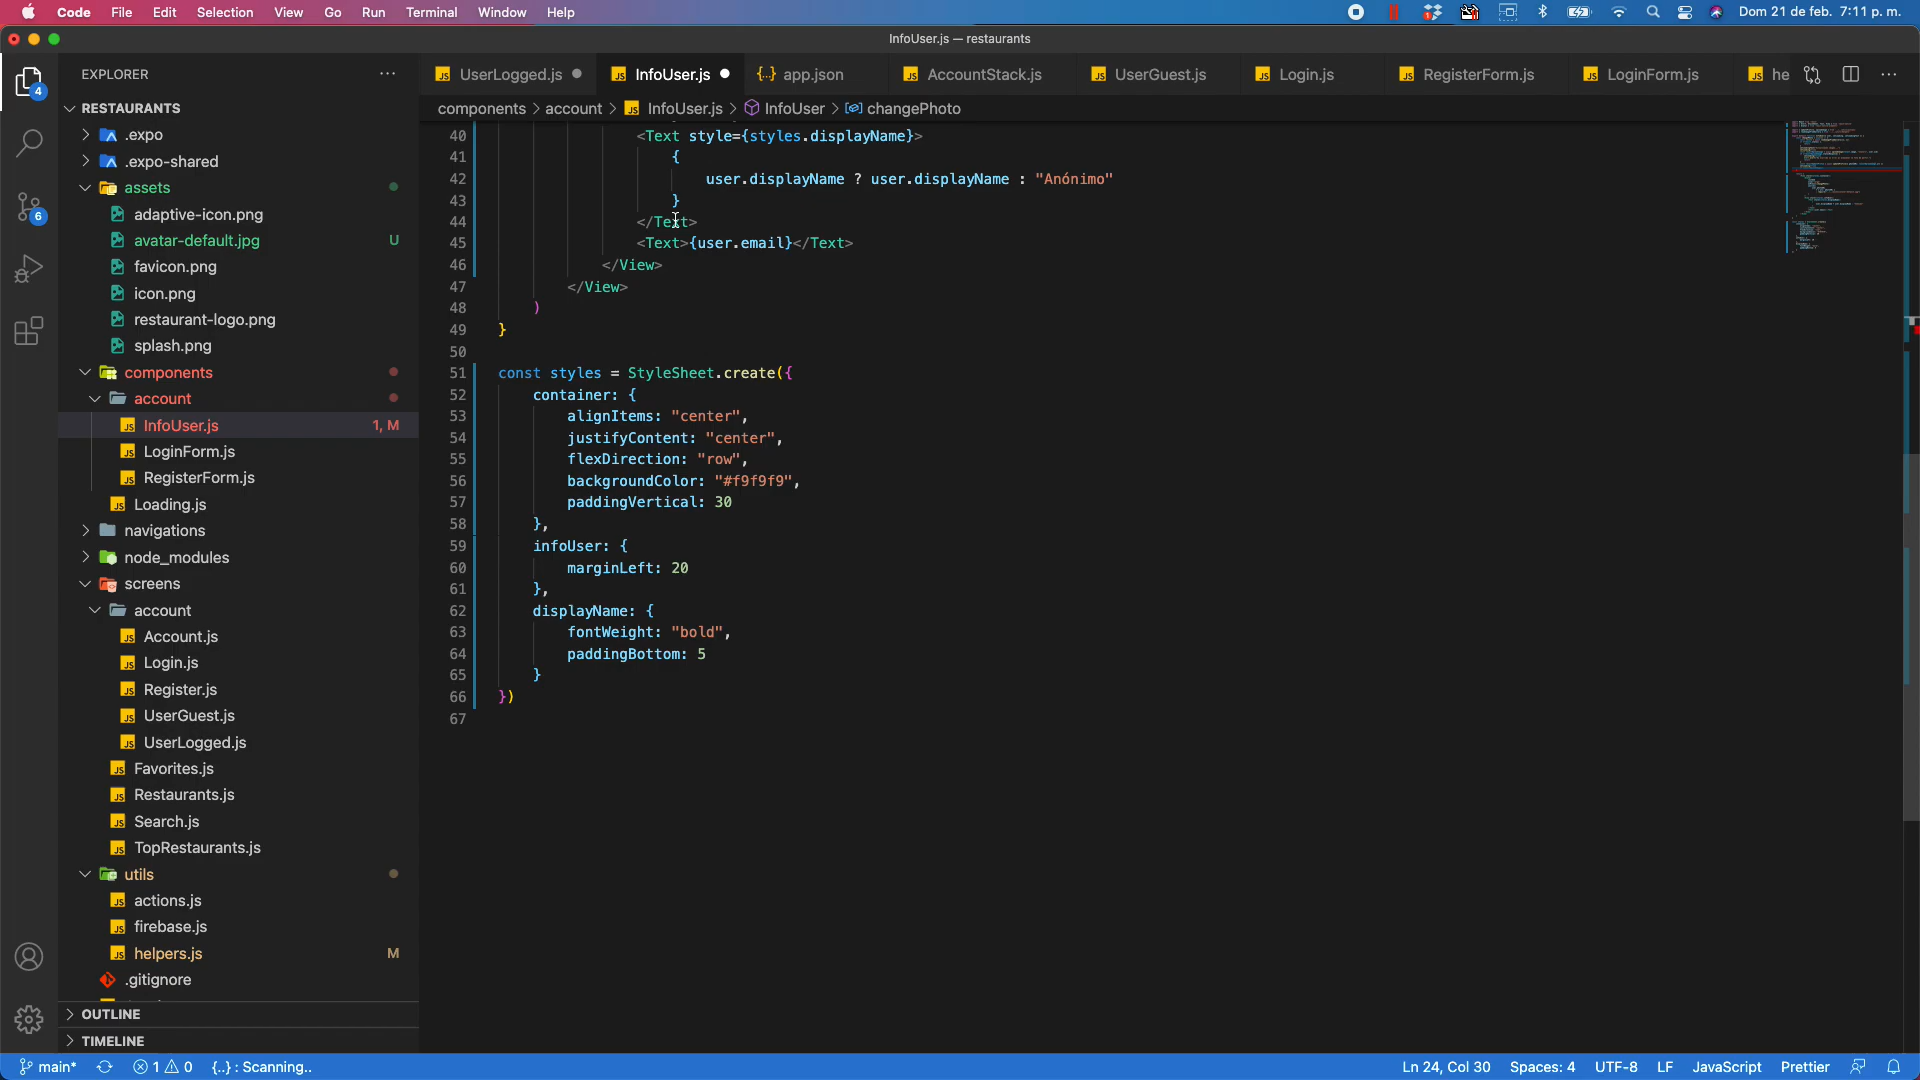 Code File Edit Selection View Go Run Terminal Window Help Dom 21 de feb. 7:11 p. m.
InfoUser.js — restaurants
EXPLORER
UserLogged.js InfoUser.js app.json AccountStack.js UserGuest.js Login.js RegisterForm.js LoginForm.js he
components > account > InfoUser.js > InfoUser > changePhoto
RESTAURANTS
.expo
.expo-shared
assets
adaptive-icon.png
avatar-default.jpg U
favicon.png
icon.png
restaurant-logo.png
splash.png
components
account
InfoUser.js 1, M
LoginForm.js
RegisterForm.js
Loading.js
navigations
node_modules
screens
account
Account.js
Login.js
Register.js
UserGuest.js
UserLogged.js
Favorites.js
Restaurants.js
Search.js
TopRestaurants.js
utils
actions.js
firebase.js
helpers.js M
.gitignore
OUTLINE
TIMELINE
4
6
40 <Text style={styles.displayName}>
41 {
42 user.displayName ? user.displayName : "Anónimo"
43 }
44 </Text>
45 <Text>{user.email}</Text>
46 </View>
47 </View>
48 )
49 }
50
51 const styles = StyleSheet.create({
52 container: {
53 alignItems: "center",
54 justifyContent: "center",
55 flexDirection: "row",
56 backgroundColor: "#f9f9f9",
57 paddingVertical: 30
58 },
59 infoUser: {
60 marginLeft: 20
61 },
62 displayName: {
63 fontWeight: "bold",
64 paddingBottom: 5
65 }
66 })
67
main* 1 0 {..} : Scanning.. Ln 24, Col 30 Spaces: 4 UTF-8 LF JavaScript Prettier